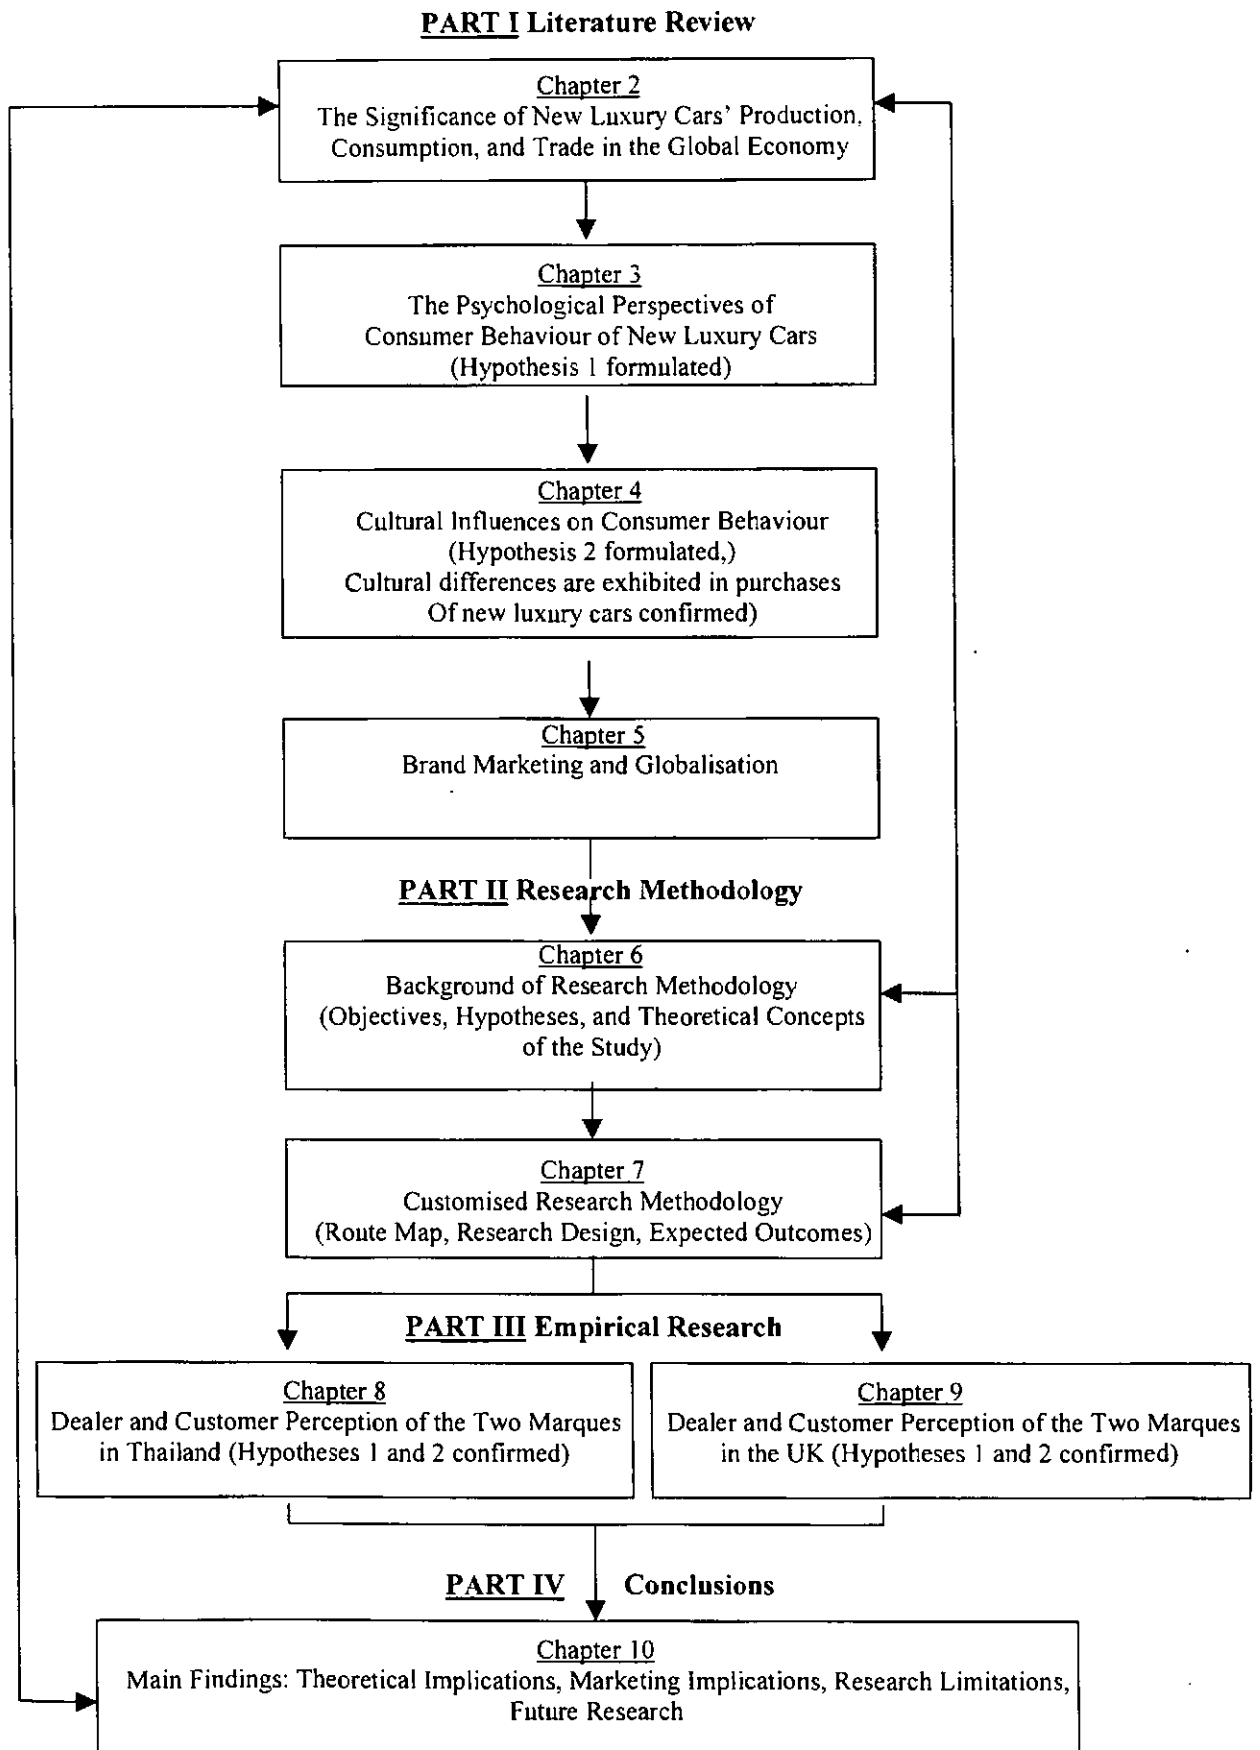 PART I Literature Review
Chapter 2
The Significance of New Luxury Cars' Production,
Consumption, and Trade in the Global Economy
Chapter 3
The Psychological Perspectives of
Consumer Behaviour of New Luxury Cars
(Hypothesis 1 formulated)
Chapter 4
Cultural Influences on Consumer Behaviour
(Hypothesis 2 formulated,)
Cultural differences are exhibited in purchases
Of new luxury cars confirmed)
Chapter 5
Brand Marketing and Globalisation
PART II Research Methodology
Chapter 6
Background of Research Methodology
(Objectives, Hypotheses, and Theoretical Concepts
of the Study)
Chapter 7
Customised Research Methodology
(Route Map, Research Design, Expected Outcomes)
PART III Empirical Research
Chapter 8
Dealer and Customer Perception of the Two Marques
in Thailand (Hypotheses 1 and 2 confirmed)
Chapter 9
Dealer and Customer Perception of the Two Marques
in the UK (Hypotheses 1 and 2 confirmed)
PART IV Conclusions
Chapter 10
Main Findings: Theoretical Implications, Marketing Implications, Research Limitations,
Future Research